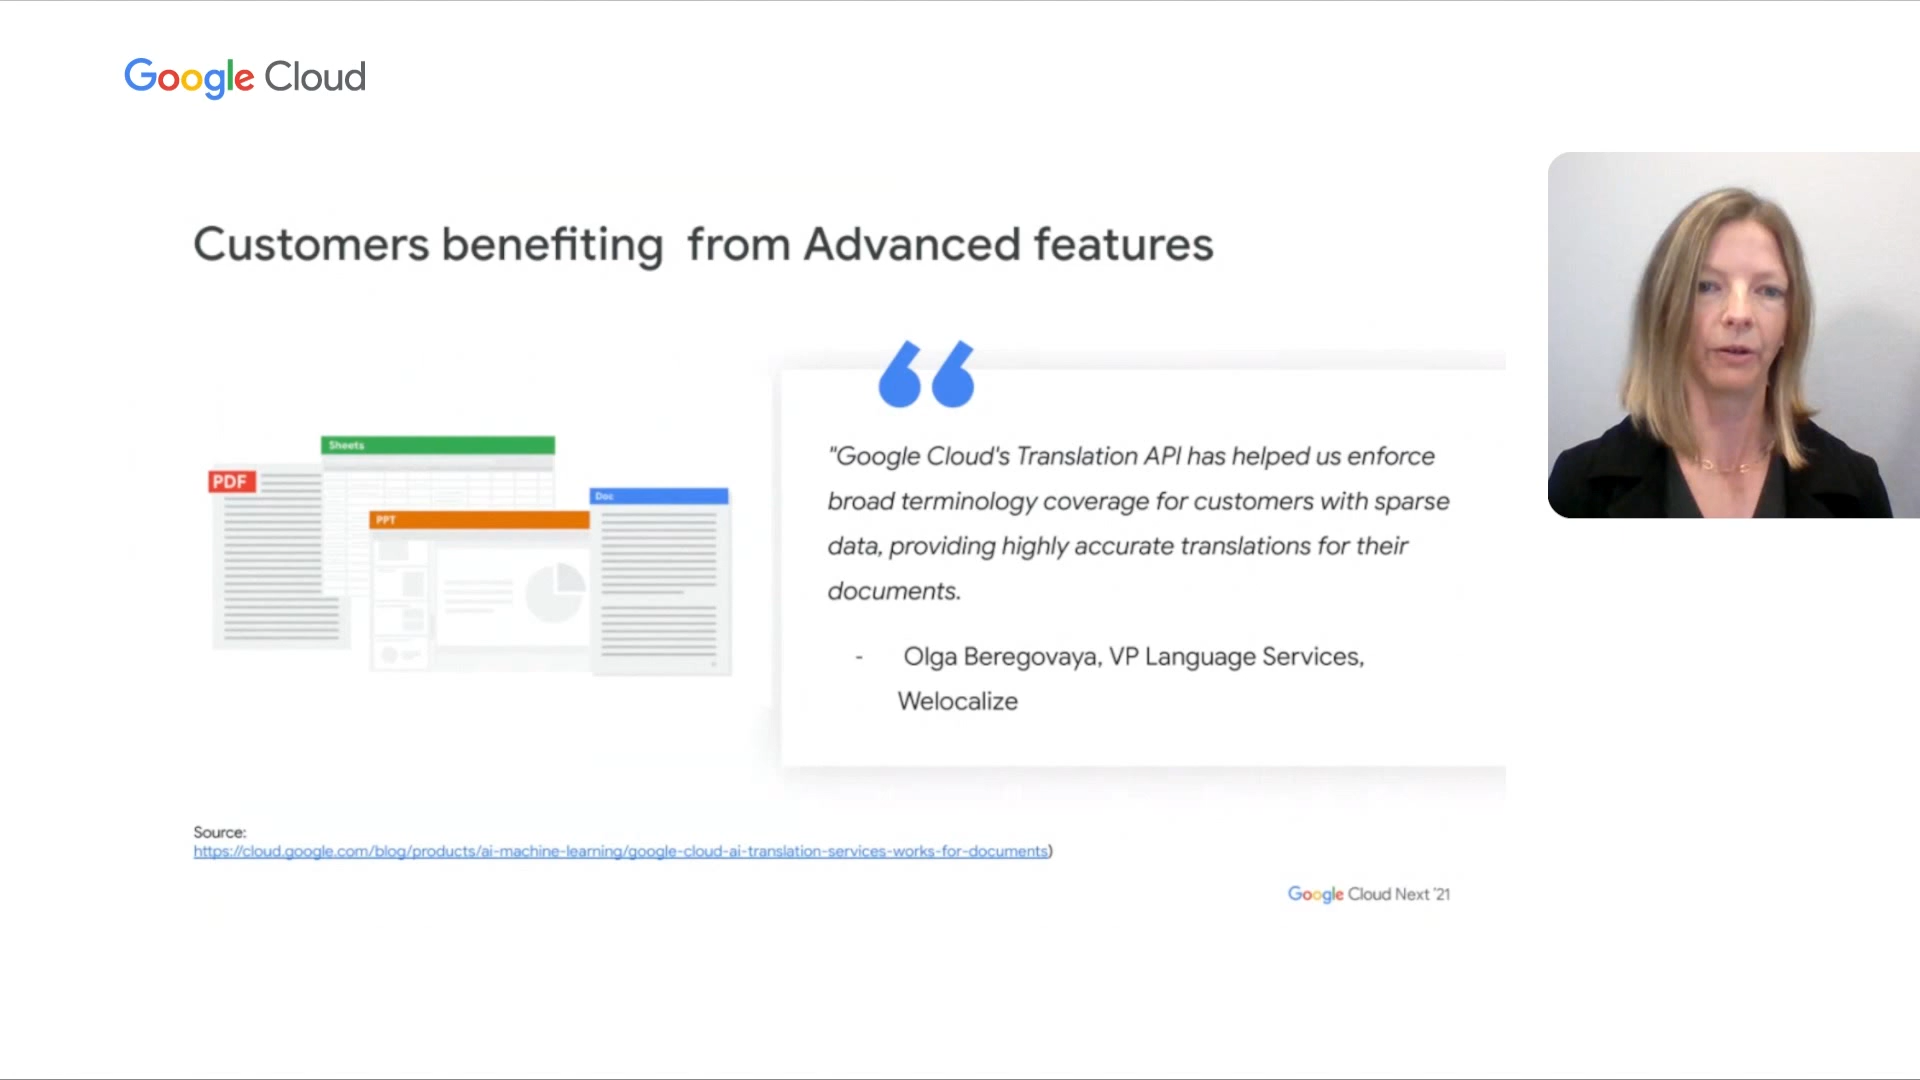 Google Cloud
Customers benefiting from Advanced features
Sheets
PDF
Doc
PPT
"Google Cloud's Translation API has helped us enforce
broad terminology coverage for customers with sparse
data, providing highly accurate translations for their
documents.
- Olga Beregovaya, VP Language Services,
Welocalize
Source:
https://cloud.google.com/blog/products/ai-machine-learning/google-cloud-ai-translation-services-works-for-documents)
Google Cloud Next '21